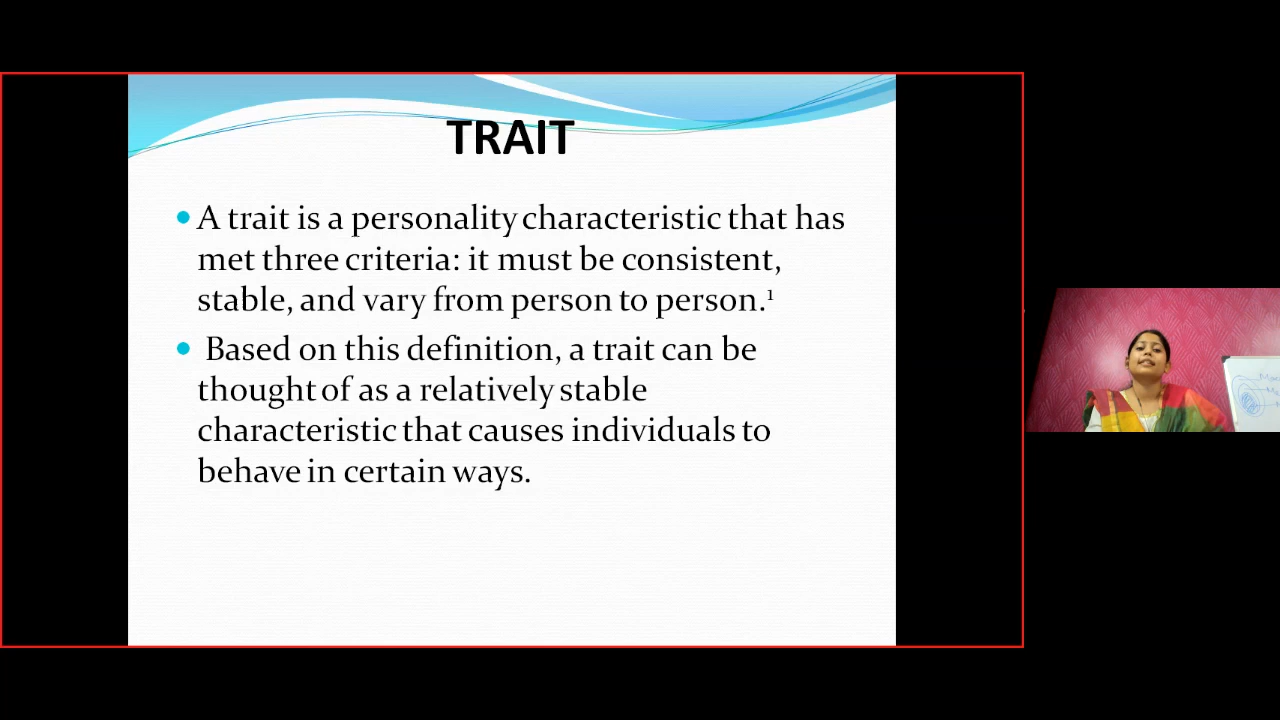 TRAIT
A trait is a personality characteristic that has
met three criteria: it must be consistent,
stable, and vary from person to person.¹
Based on this definition, a trait can be
thought of as a relatively stable
characteristic that causes individuals to
behave in certain ways.